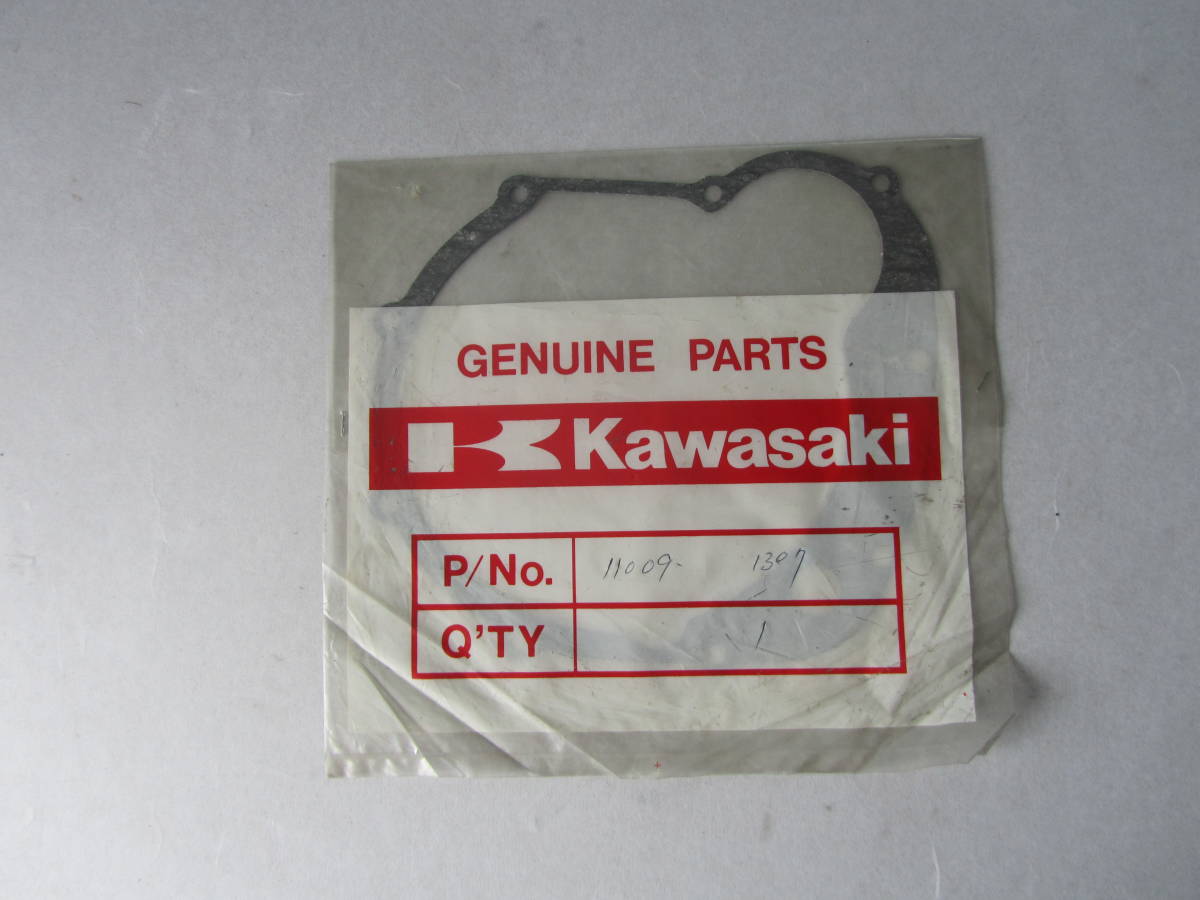 GENUINE PARTS
Kawasaki
P/No. 11009- 1307
Q'TY 1